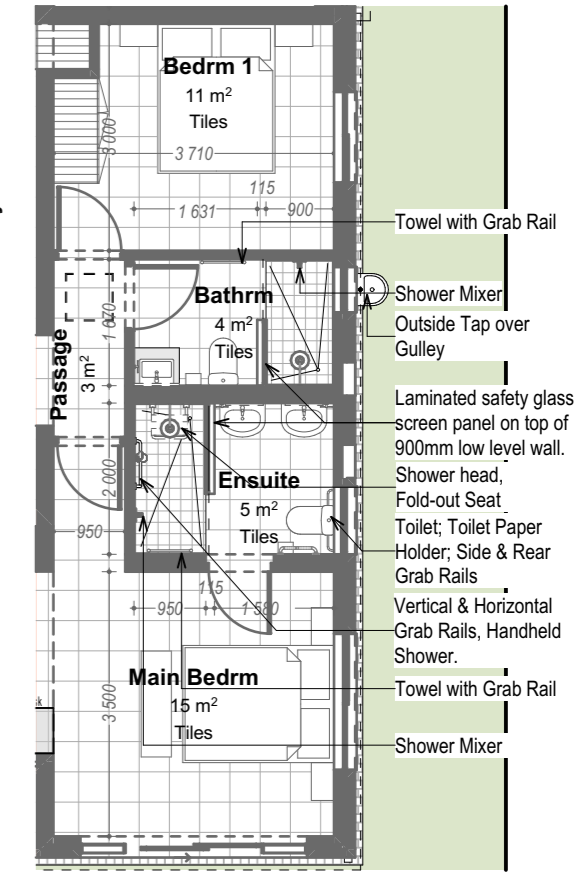 Bedrm 1
11 m²
Tiles
3 000
3 710
115
1 631
900
Towel with Grab Rail
Bathrm
4 m²
Tiles
Shower Mixer
Outside Tap over
Gulley
1 670
Passage
3 m²
Laminated safety glass
screen panel on top of
900mm low level wall.
Ensuite
5 m²
Tiles
Shower head,
Fold-out Seat
2 000
950
Toilet; Toilet Paper
Holder; Side & Rear
Grab Rails
115
950
1 580
Vertical & Horizontal
Grab Rails, Handheld
Shower.
Main Bedrm
15 m²
Tiles
3 500
Towel with Grab Rail
Shower Mixer